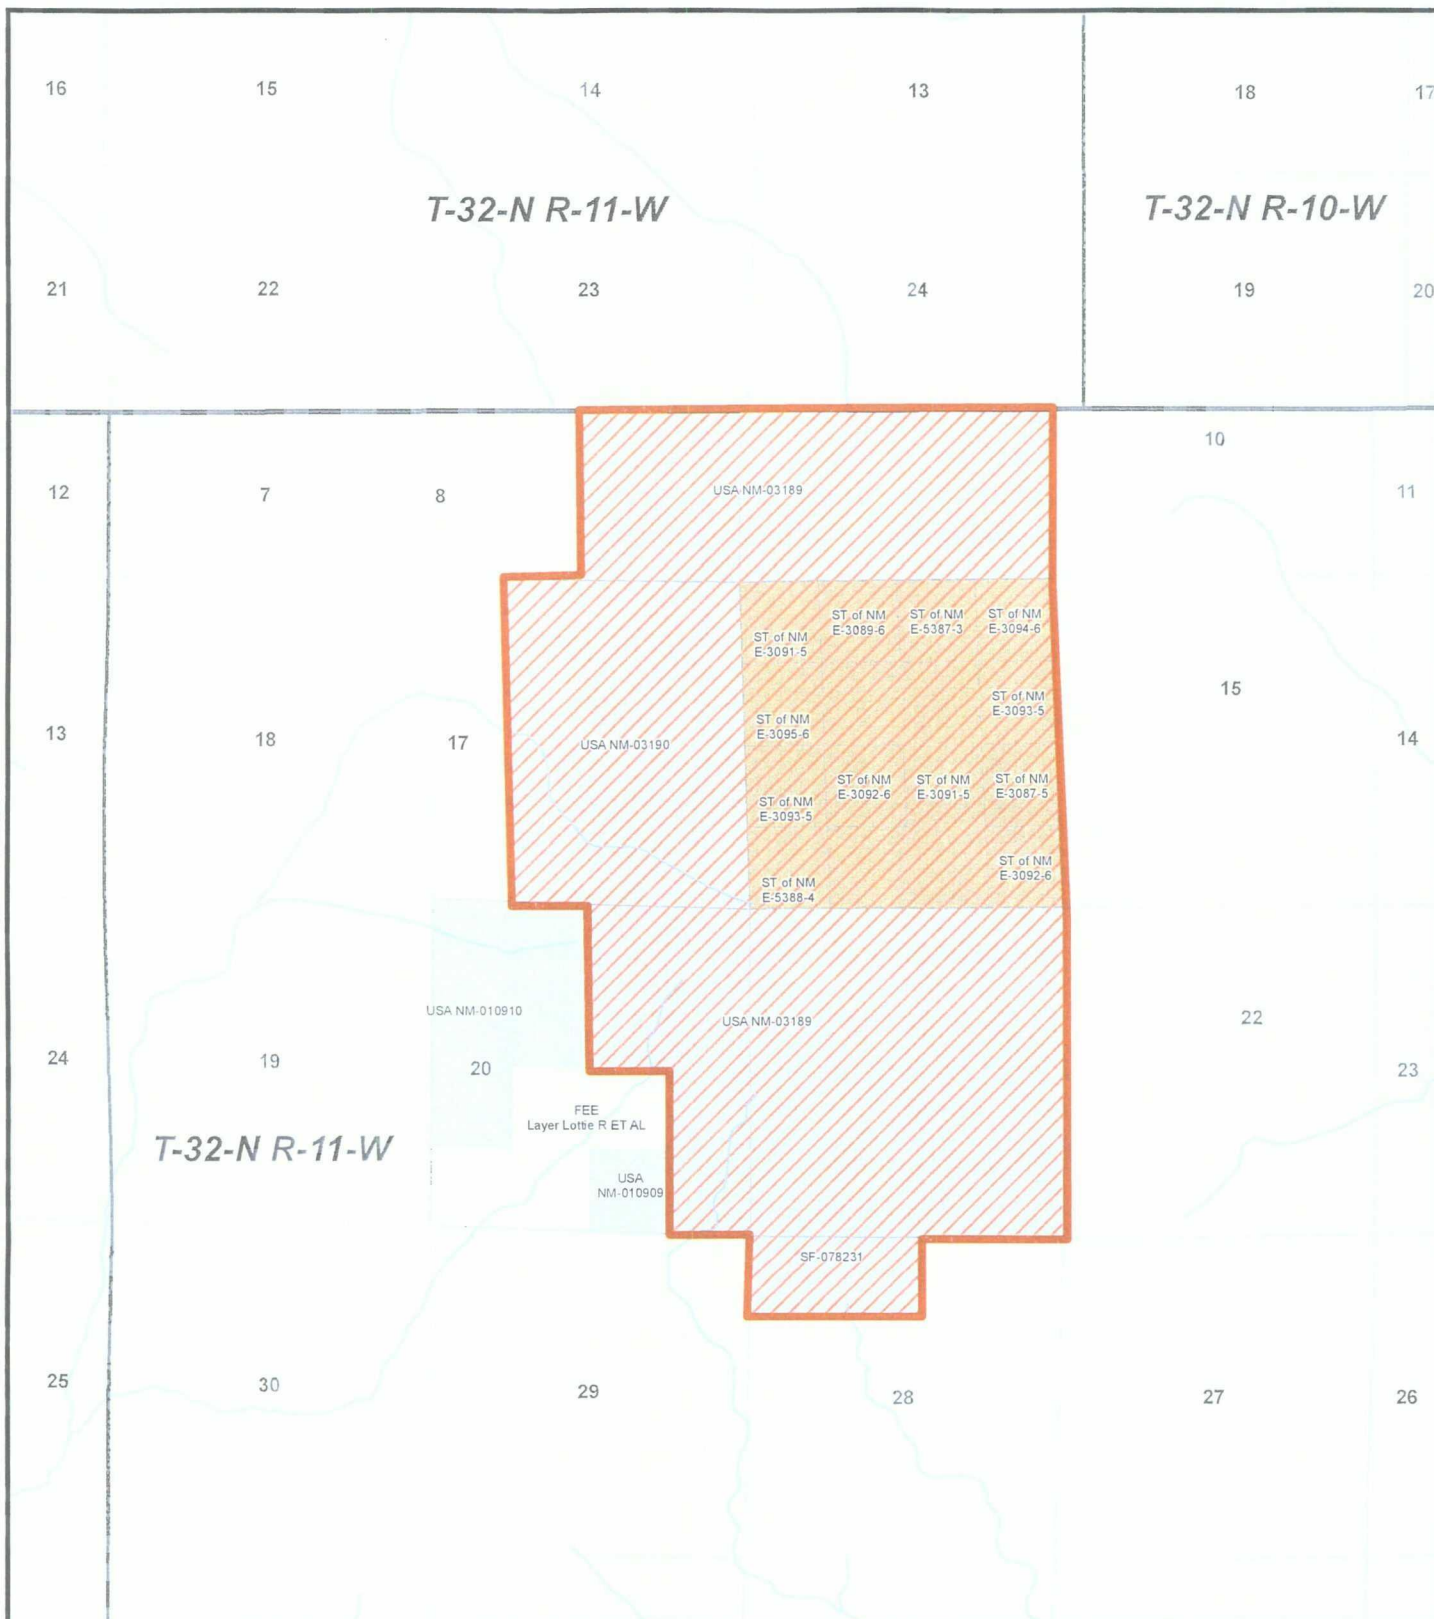 16 15 14 13 18 17
T-32-N R-11-W T-32-N R-10-W
21 22 23 24 19 20
10
12 7 8 USA NM-03189 11
ST of NM
E-3089-6
ST of NM
E-5387-3
ST of NM
E-3094-6
ST of NM
E-3091-5
15
ST of NM
E-3093-5
ST of NM
E-3095-6
13 18 17 USA NM-03190 14
ST of NM
E-3092-6
ST of NM
E-3091-5
ST of NM
E-3087-5
ST of NM
E-3093-5
ST of NM
E-3092-6
ST of NM
E-5388-4
USA NM-010910 USA NM-03189 22
24 19 20 23
FEE
Layer Lottie R ET AL
T-32-N R-11-W
USA
NM-010909
SF-078231
25 30 29 28 27 26